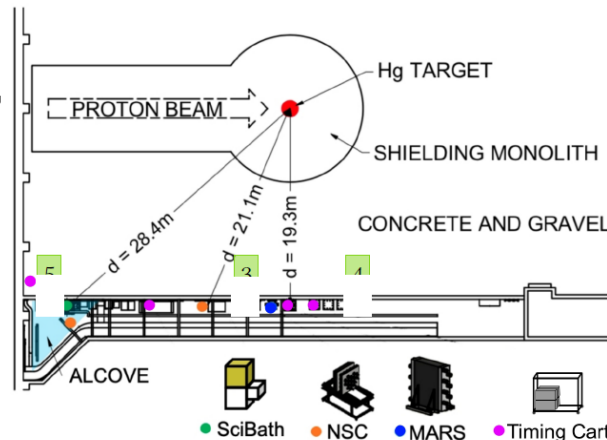 Hg TARGET
PROTON BEAM
SHIELDING MONOLITH
d = 28.4m
d = 21.1m
d = 19.3m
CONCRETE AND GRAVEL
5
3
4
ALCOVE
SciBath
NSC
MARS
Timing Cart